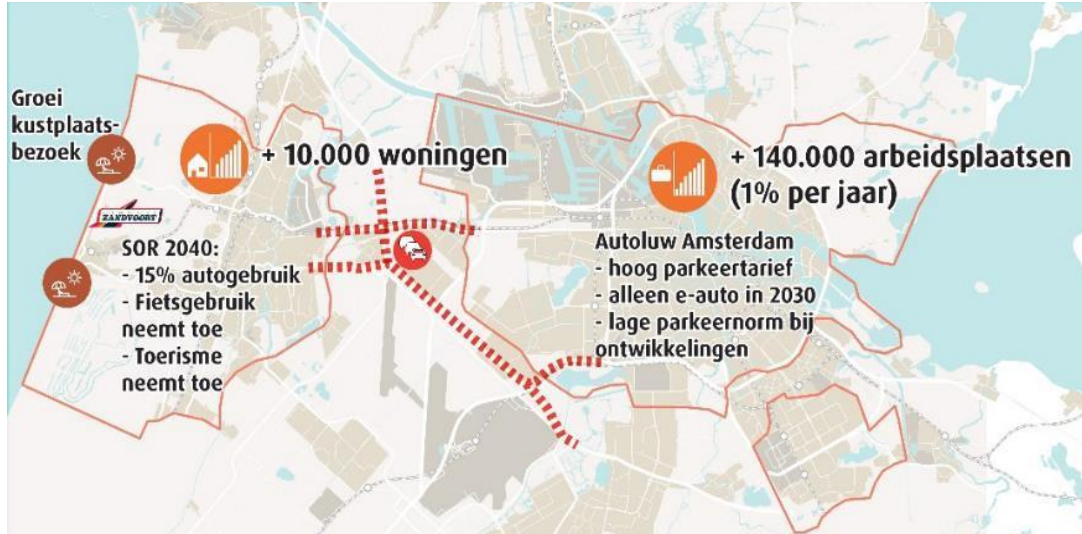 Groei
kustplaats-
bezoek
+ 10.000 woningen
ZANDVOORT
SOR 2040:
- 15% autogebruik
- Fietsgebruik
neemt toe
- Toerisme
neemt toe
+ 140.000 arbeidsplaatsen
(1% per jaar)
Autoluw Amsterdam
- hoog parkeertarief
- alleen e-auto in 2030
- lage parkeernorm bij
ontwikkelingen